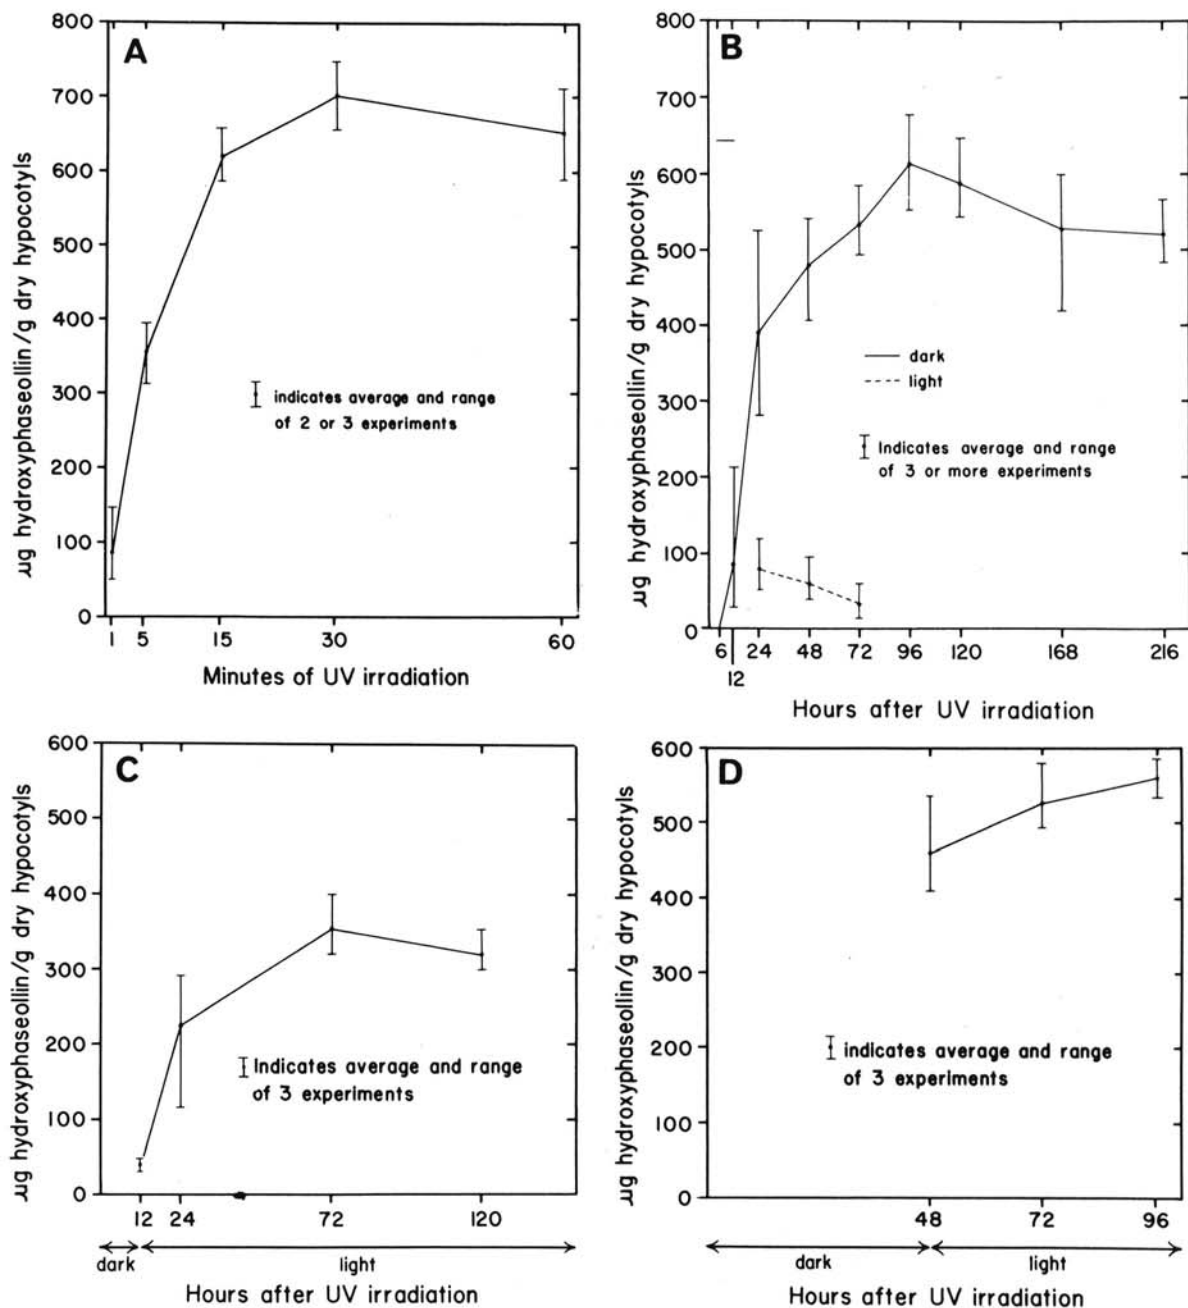 A
µg hydroxyphaseollin/g dry hypocotyls
800
700
600
500
400
300
200
100
0
indicates average and range
of 2 or 3 experiments
1 5 15 30 60
Minutes of UV irradiation
B
µg hydroxyphaseollin/g dry hypocotyls
800
700
600
500
400
300
200
100
0
dark
light
Indicates average and range
of 3 or more experiments
6 24 48 72 96 120 168 216
12
Hours after UV irradiation
C
µg hydroxyphaseollin/g dry hypocotyls
600
500
400
300
200
100
0
Indicates average and range
of 3 experiments
12 24 72 120
dark light
Hours after UV irradiation
D
µg hydroxyphaseollin/g dry hypocotyls
600
500
400
300
200
100
0
indicates average and range
of 3 experiments
48 72 96
dark light
Hours after UV irradiation